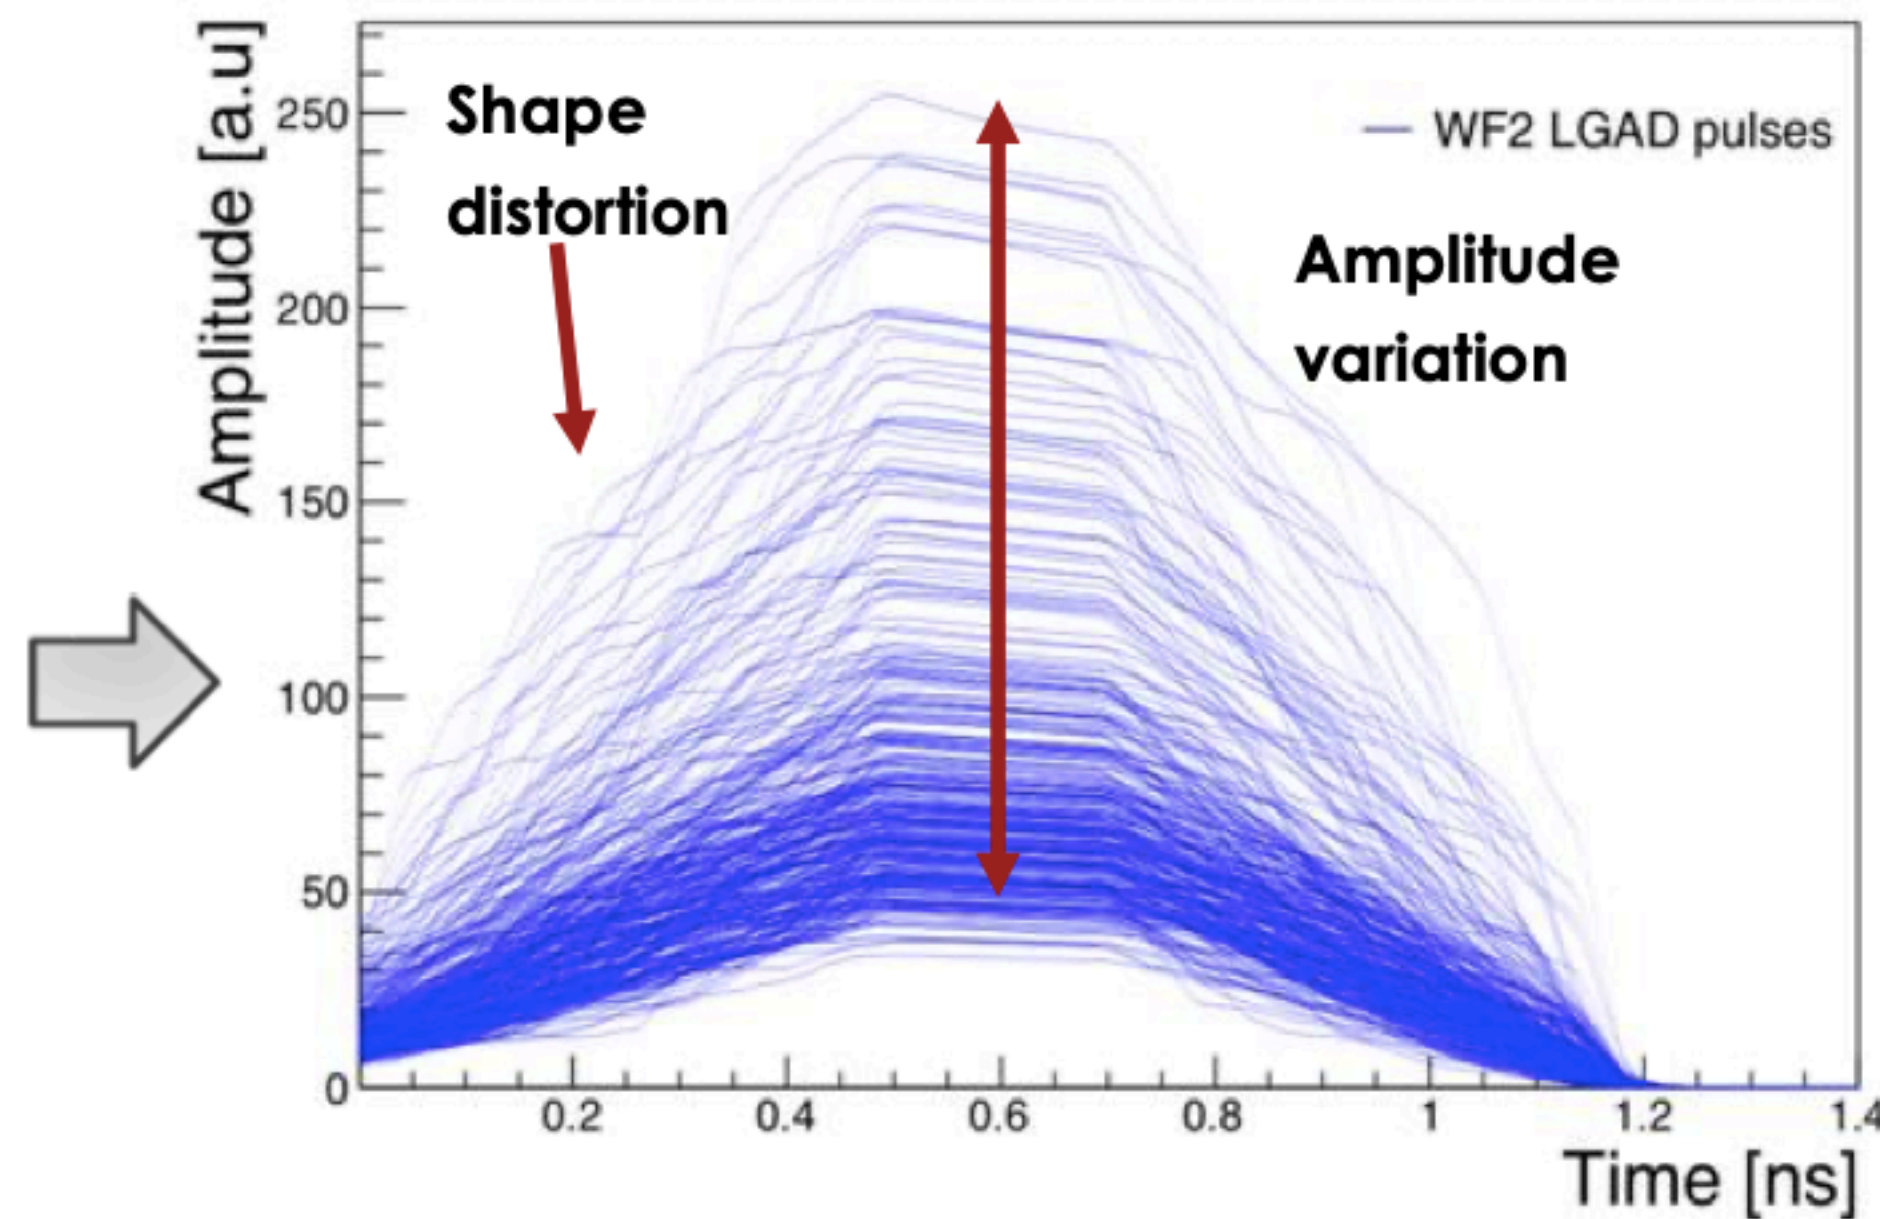 Amplitude [a.u]
250
200
150
100
50
0
Shape
distortion
WF2 LGAD pulses
Amplitude
variation
0.2 0.4 0.6 0.8 1 1.2 1.4
Time [ns]